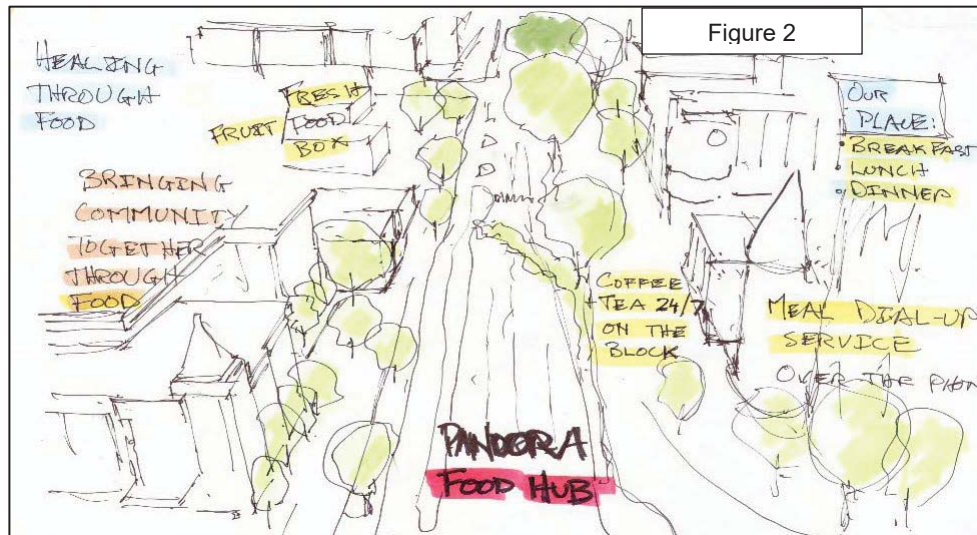 Figure 2
HEALING
THROUGH
FOOD
FRESH
FRUIT FOOD
BOX
OUR
PLACE:
• BREAKFAST
• LUNCH
• DINNER
BRINGING
COMMUNITY
TOGETHER
THROUGH
FOOD
COFFEE
+ TEA 24/7
ON THE
BLOCK
MEAL DIAL-UP
SERVICE
OVER THE PHON
PANDORA
FOOD HUB